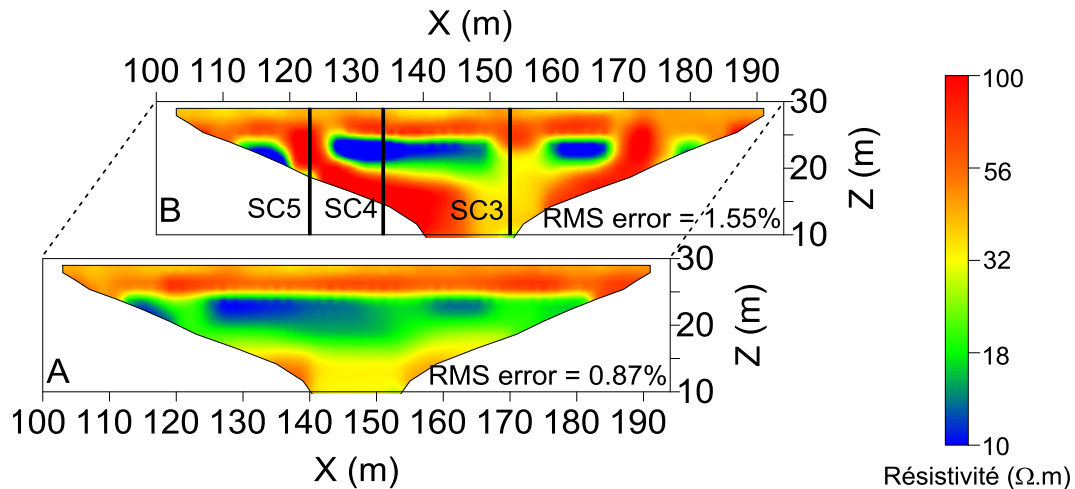 X (m)
100 110 120 130 140 150 160 170 180 190
30
20
10
Z (m)
B
SC5 SC4 SC3
RMS error = 1.55%
30
20
10
Z (m)
A
RMS error = 0.87%
100 110 120 130 140 150 160 170 180 190
X (m)
100
56
32
18
10
Résistivité (Ω.m)